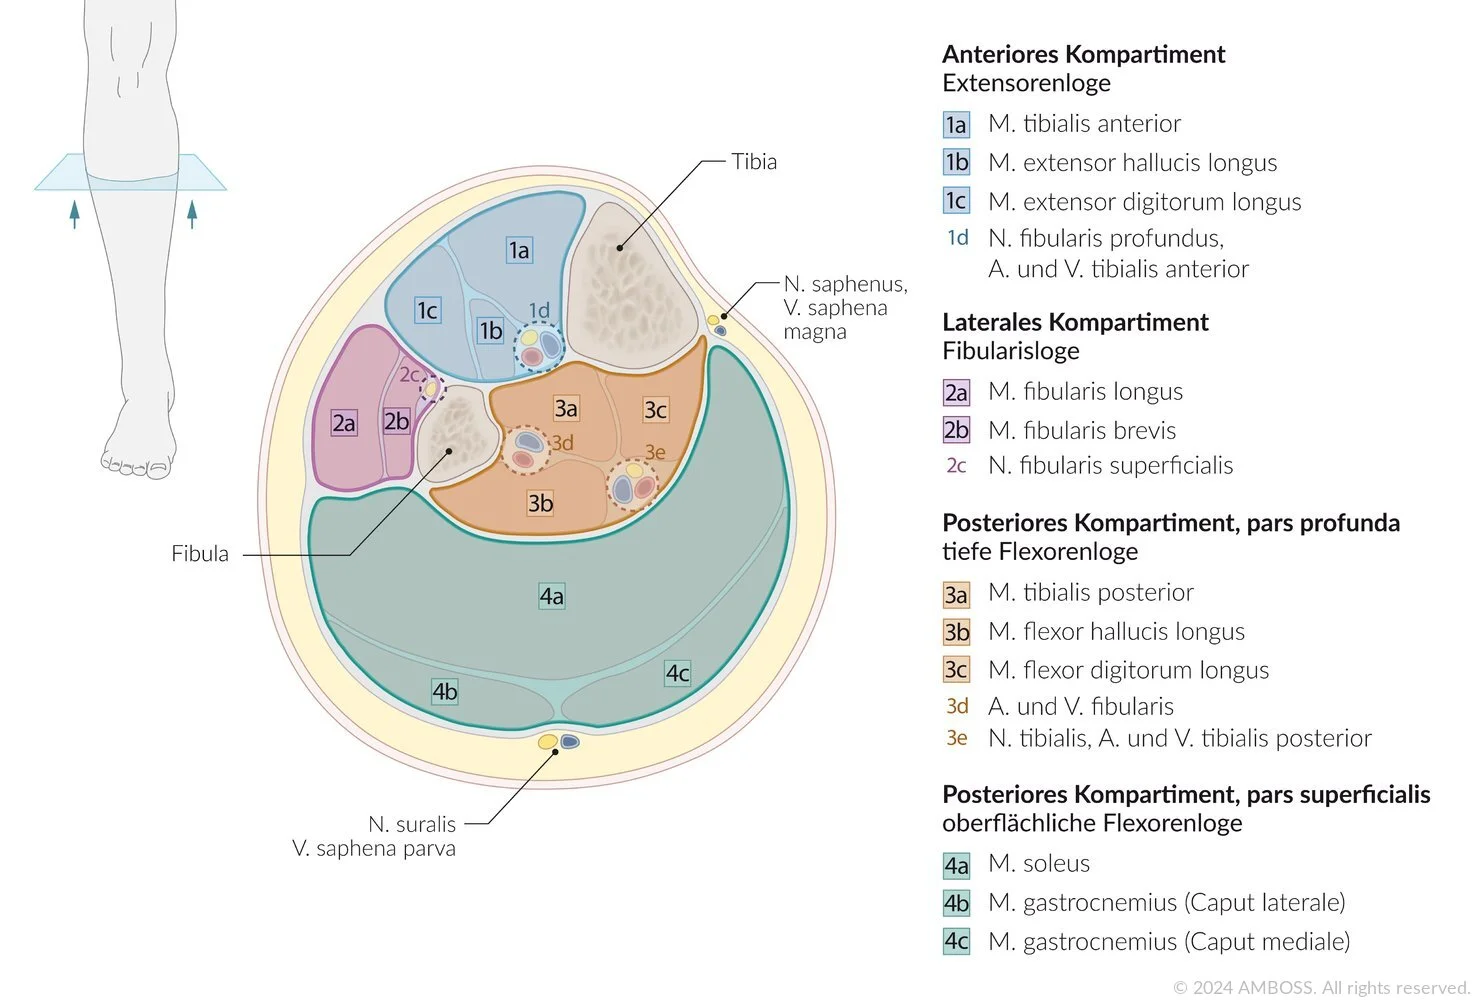 Anteriores Kompartiment
Extensorenloge
1a M. tibialis anterior
1b M. extensor hallucis longus
1c M. extensor digitorum longus
1d N. fibularis profundus,
A. und V. tibialis anterior
Laterales Kompartiment
Fibularisloge
2a M. fibularis longus
2b M. fibularis brevis
2c N. fibularis superficialis
Posteriores Kompartiment, pars profunda
tiefe Flexorenloge
3a M. tibialis posterior
3b M. flexor hallucis longus
3c M. flexor digitorum longus
3d A. und V. fibularis
3e N. tibialis, A. und V. tibialis posterior
Posteriores Kompartiment, pars superficialis
oberflächliche Flexorenloge
4a M. soleus
4b M. gastrocnemius (Caput laterale)
4c M. gastrocnemius (Caput mediale)
Tibia
N. saphenus,
V. saphena
magna
1a
1c
1b
1d
2c
2a
2b
3a
3c
3d
3e
3b
Fibula
4a
4b
4c
N. suralis
V. saphena parva
© 2024 AMBOSS. All rights reserved.